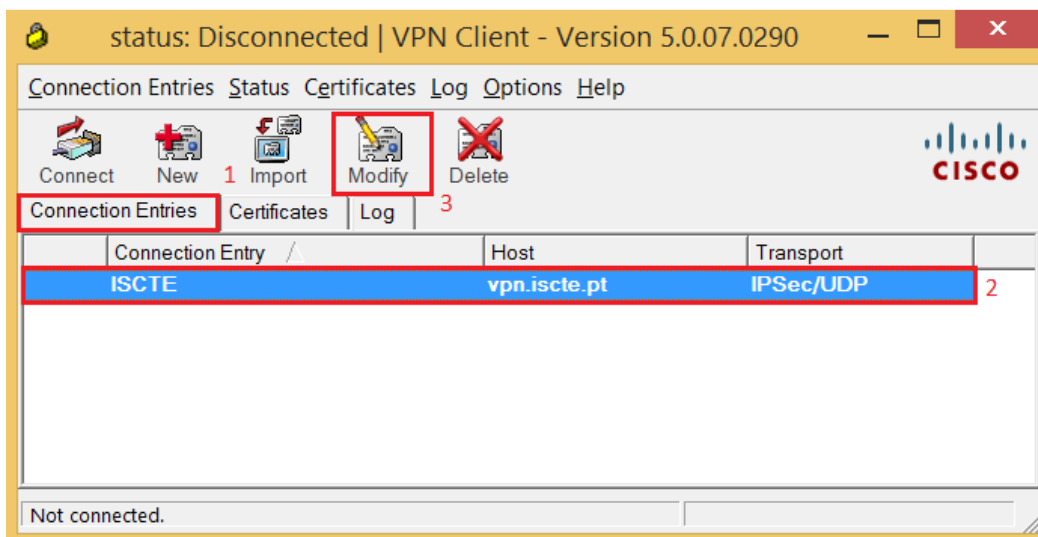 status: Disconnected | VPN Client - Version 5.0.07.0290
Connection Entries Status Certificates Log Options Help
Connect New 1 Import Modify Delete
CISCO
Connection Entries Certificates Log 3
Connection Entry Host Transport
ISCTE vpn.iscte.pt IPSec/UDP 2
Not connected.